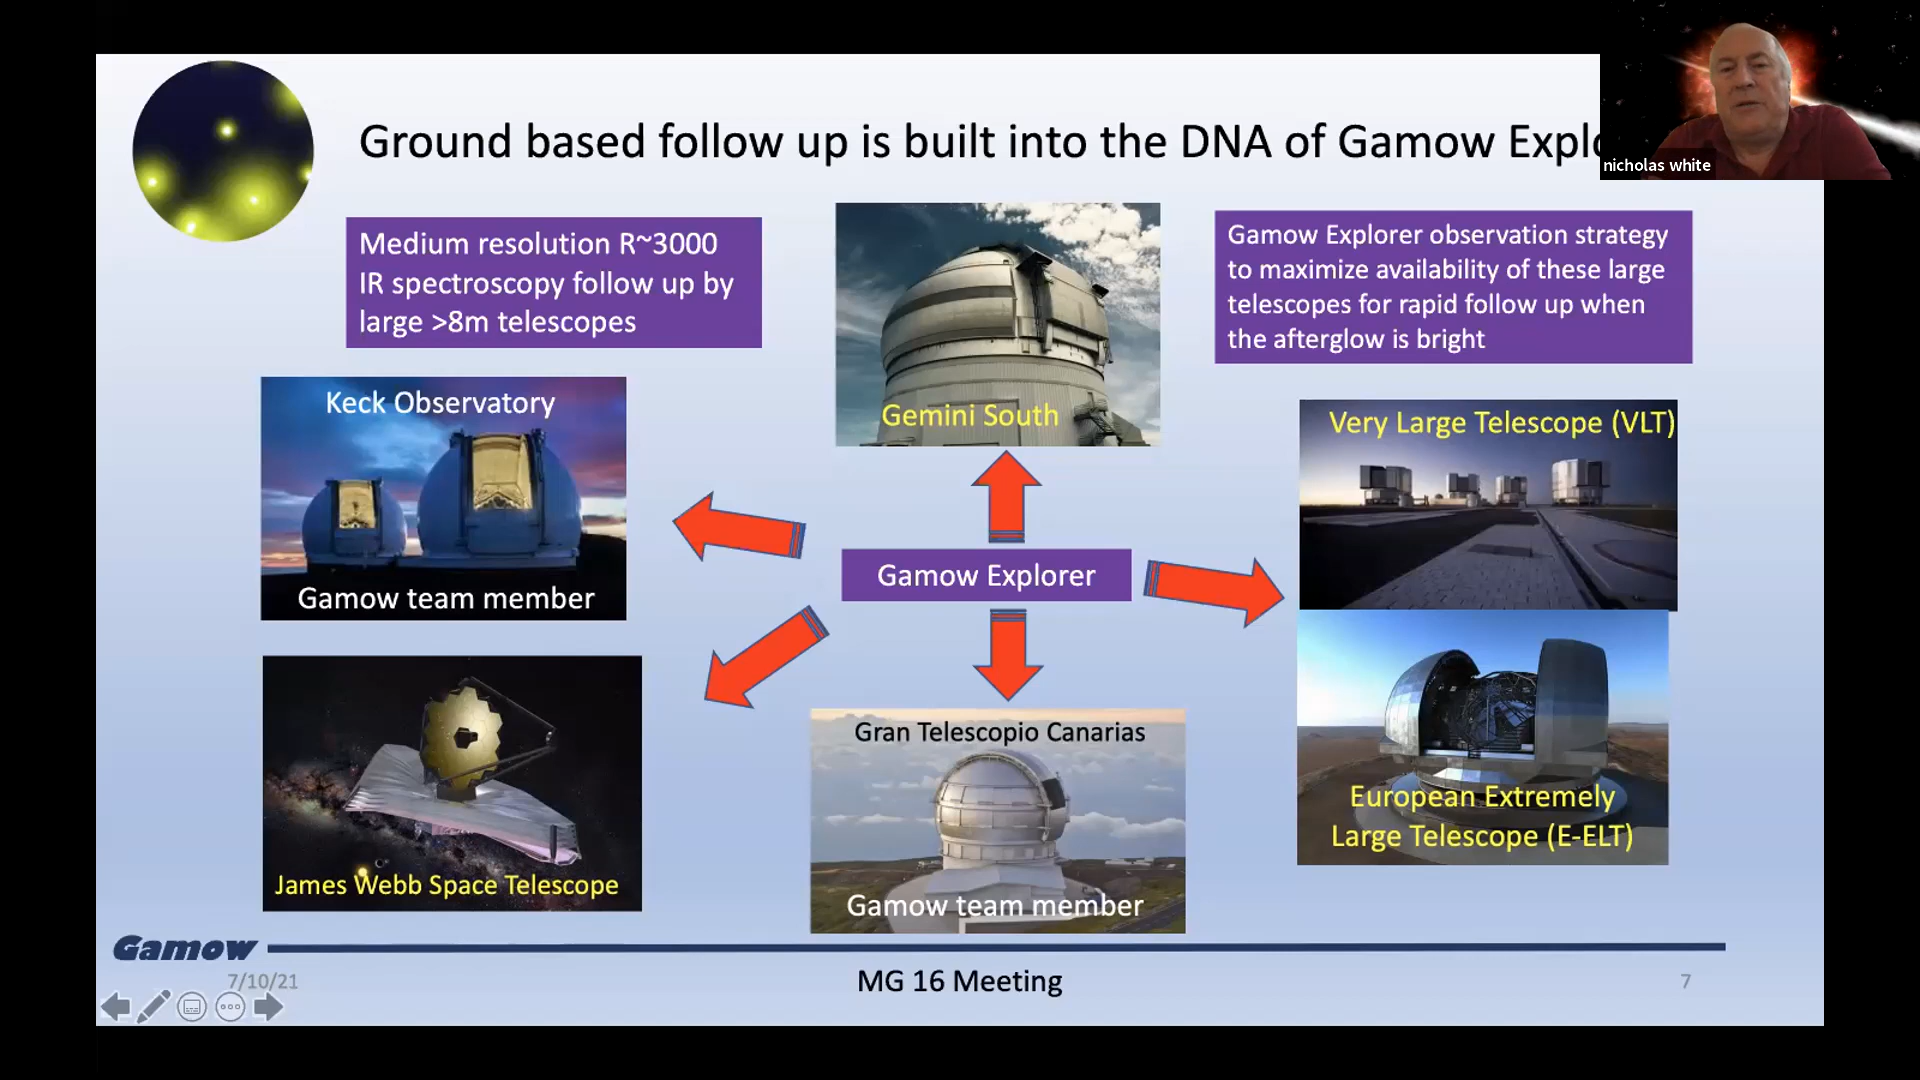 Ground based follow up is built into the DNA of Gamow Explo
nicholas white
Medium resolution R~3000
IR spectroscopy follow up by
large >8m telescopes
Gemini South
Gamow Explorer observation strategy
to maximize availability of these large
telescopes for rapid follow up when
the afterglow is bright
Keck Observatory
Gamow team member
Gamow Explorer
Very Large Telescope (VLT)
European Extremely
Large Telescope (E-ELT)
James Webb Space Telescope
Gran Telescopio Canarias
Gamow team member
Gamow
7/10/21
MG 16 Meeting
7